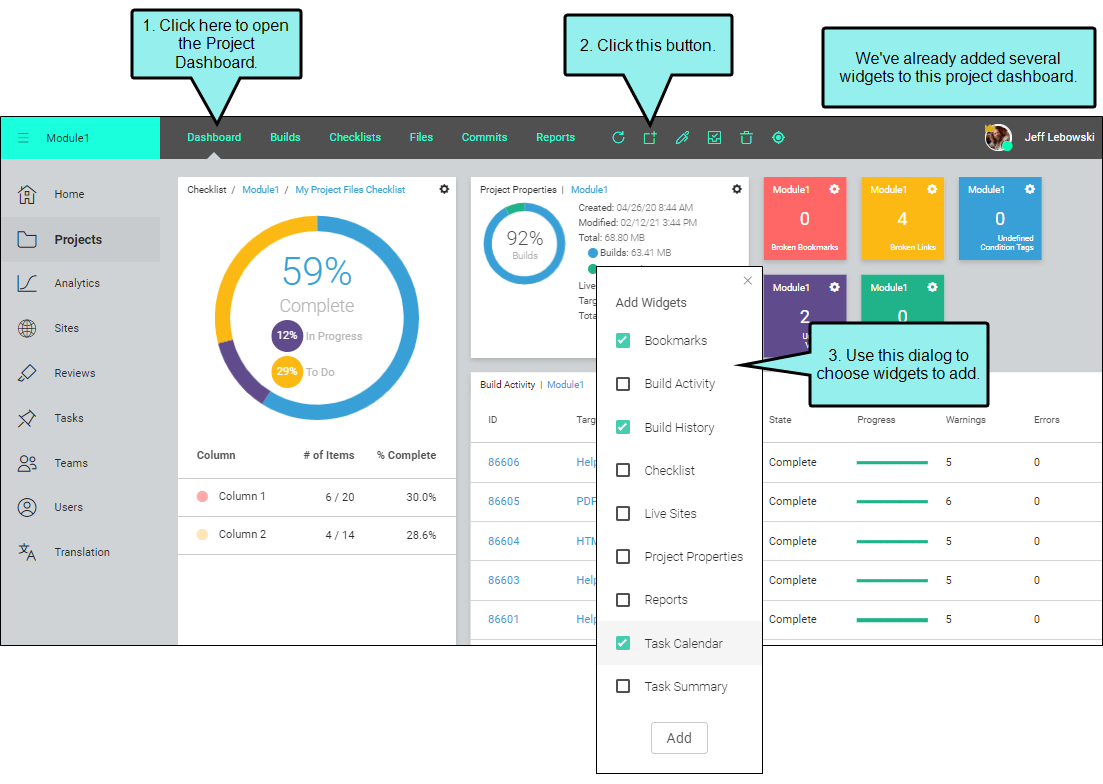 1. Click here to open
the Project
Dashboard.
2. Click this button.
We've already added several
widgets to this project dashboard.
Module1
Dashboard
Builds
Checklists
Files
Commits
Reports
Jeff Lebowski
Home
Projects
Analytics
Sites
Reviews
Tasks
Teams
Users
Translation
Checklist / Module1 / My Project Files Checklist
59%
Complete
12% In Progress
29% To Do
Column # of Items % Complete
Column 1 6 / 20 30.0%
Column 2 4 / 14 28.6%
Project Properties | Module1
92%
Builds
Created: 04/26/20 8:44 AM
Modified: 02/12/21 3:44 PM
Total: 68.80 MB
Builds: 63.41 MB
Live
Targ
Tota
Module1
0
Broken Bookmarks
Module1
4
Broken Links
Module1
0
Undefined
Condition Tags
Module1
2
Module1
0
3. Use this dialog to
choose widgets to add.
Build Activity | Module1
ID Targ State Progress Warnings Errors
86606 Help Complete 5 0
86605 PDF Complete 6 0
86604 HTM Complete 5 0
86603 Help Complete 5 0
86601 Help Complete 5 0
Add Widgets
Bookmarks
Build Activity
Build History
Checklist
Live Sites
Project Properties
Reports
Task Calendar
Task Summary
Add